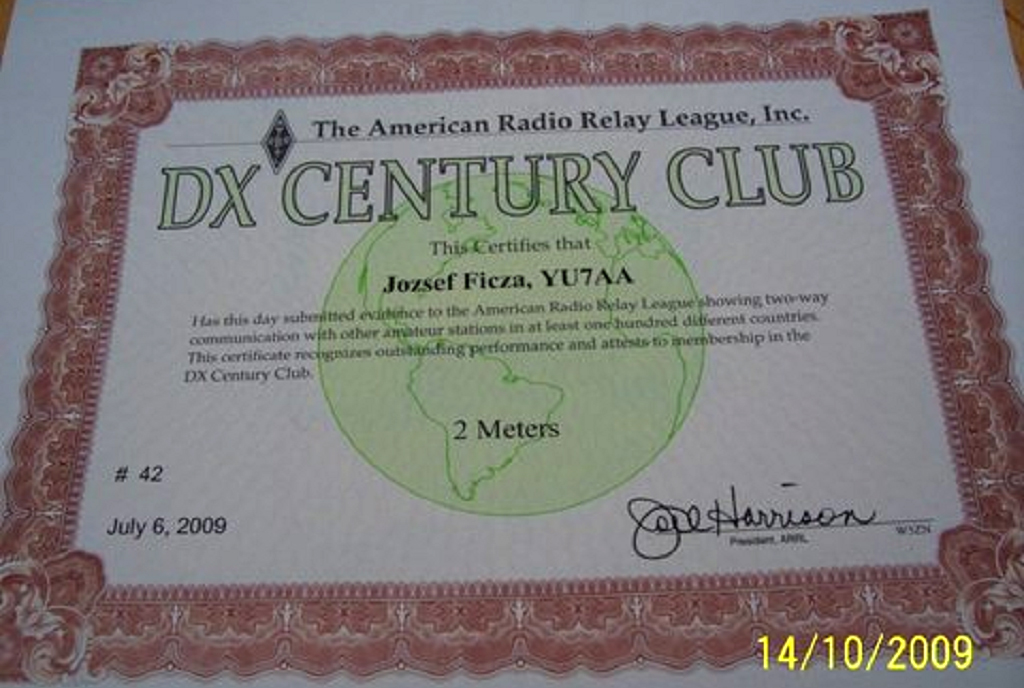 The American Radio Relay League, Inc.
DX CENTURY CLUB
This Certifies that
Jozsef Ficza, YU7AA
Has this day submitted evidence to the American Radio Relay League showing two-way
communication with other amateur stations in at least one hundred different countries.
This certificate recognizes outstanding performance and attests to membership in the
DX Century Club.
2 Meters
# 42
July 6, 2009
Joel Harrison
W5ZN
President, ARRL
14/10/2009